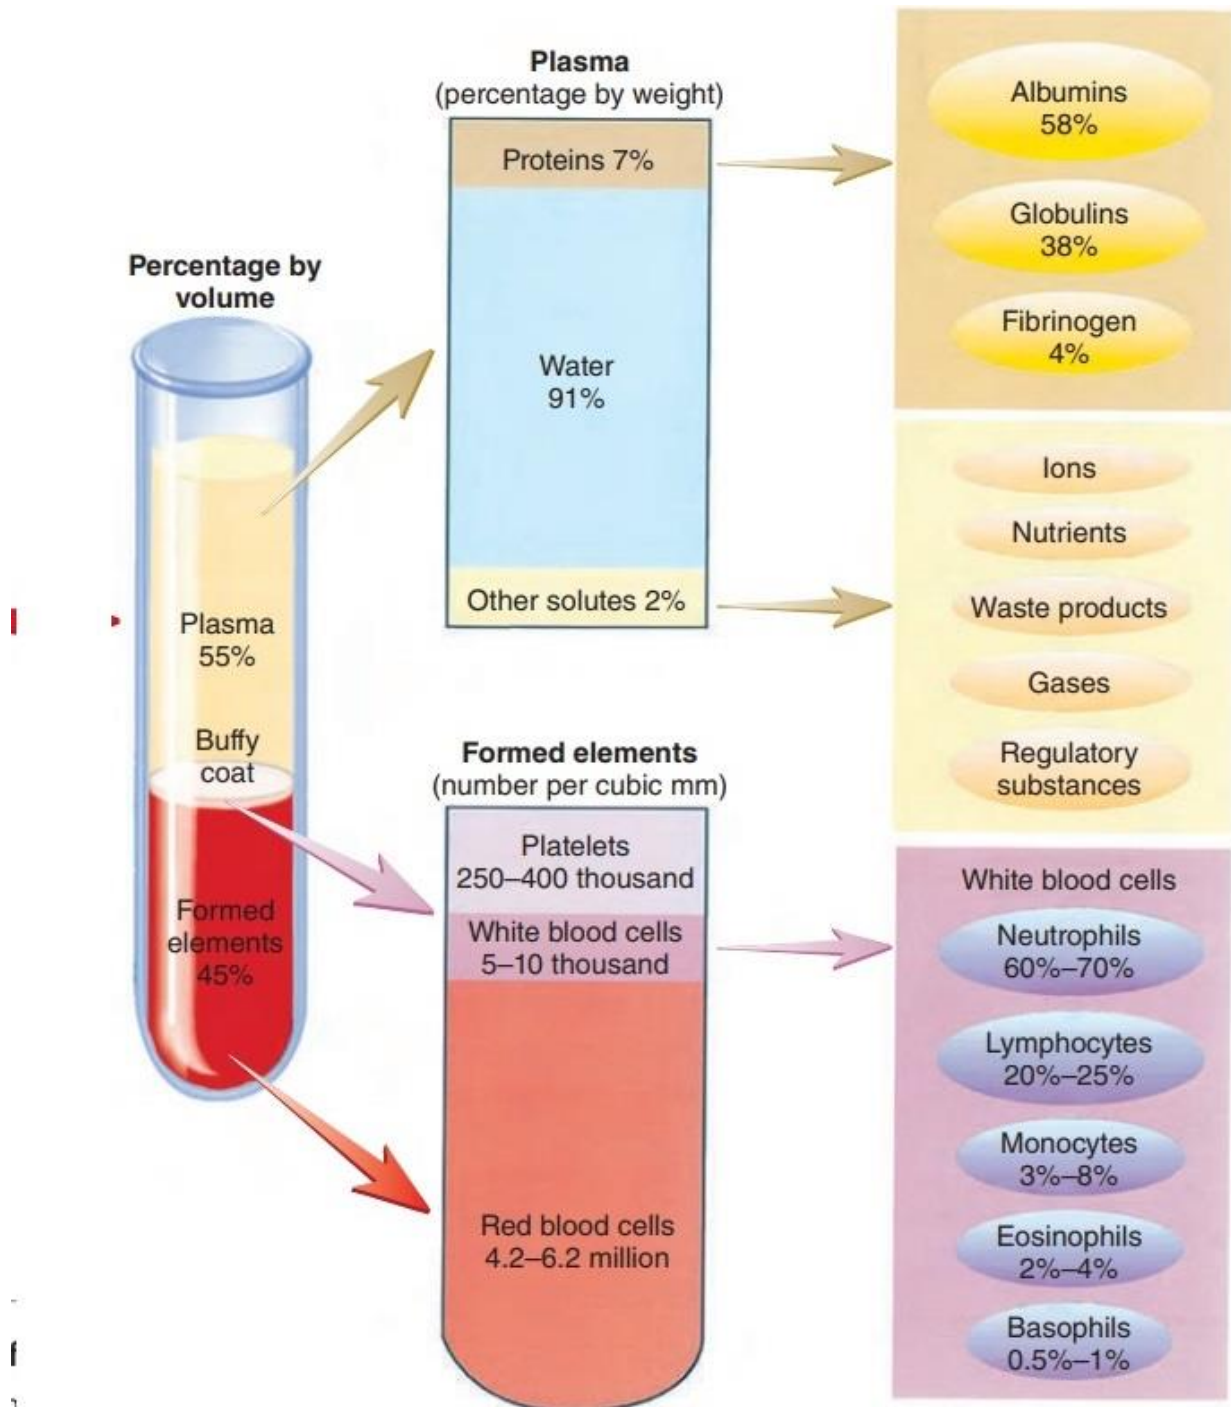 Percentage by
volume
Plasma
55%
Buffy
coat
Formed
elements
45%
Plasma
(percentage by weight)
Proteins 7%
Water
91%
Other solutes 2%
Albumins
58%
Globulins
38%
Fibrinogen
4%
Ions
Nutrients
Waste products
Gases
Regulatory
substances
Formed elements
(number per cubic mm)
Platelets
250–400 thousand
White blood cells
5–10 thousand
Red blood cells
4.2–6.2 million
White blood cells
Neutrophils
60%–70%
Lymphocytes
20%–25%
Monocytes
3%–8%
Eosinophils
2%–4%
Basophils
0.5%–1%